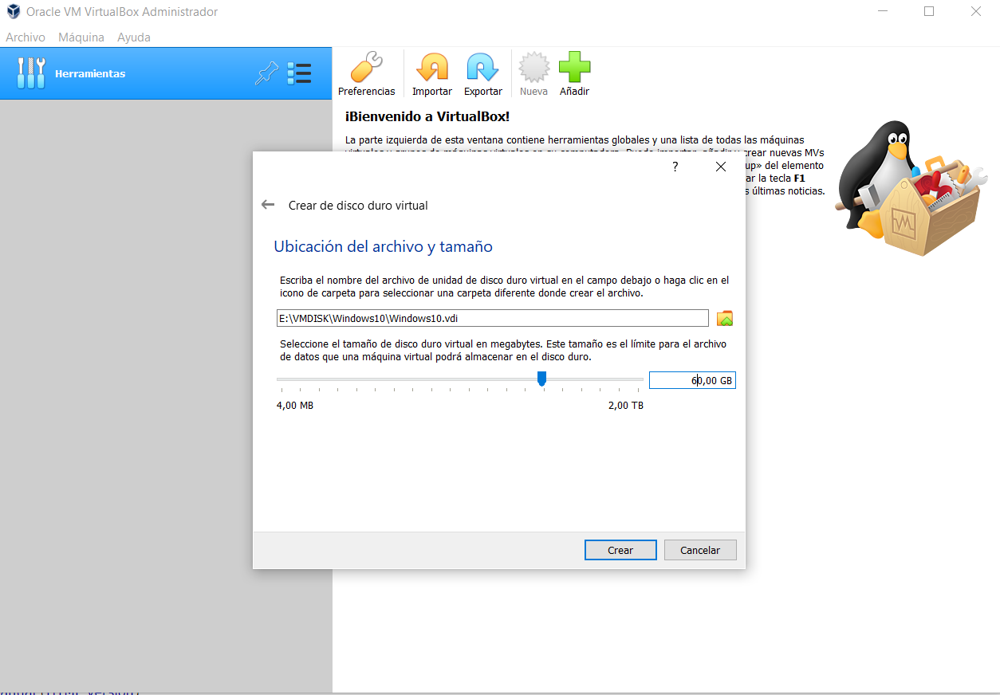 Oracle VM VirtualBox Administrador
Archivo Máquina Ayuda
Herramientas
Preferencias Importar Exportar Nueva Añadir
¡Bienvenido a VirtualBox!
La parte izquierda de esta ventana contiene herramientas globales y una lista de todas las máquinas
crear nuevas MVs
up» del elemento
ar la tecla F1
s últimas noticias.
?
Crear de disco duro virtual
Ubicación del archivo y tamaño
Escriba el nombre del archivo de unidad de disco duro virtual en el campo debajo o haga clic en el
icono de carpeta para seleccionar una carpeta diferente donde crear el archivo.
E:\VMDISK\Windows10\Windows10.vdi
Seleccione el tamaño de disco duro virtual en megabytes. Este tamaño es el límite para el archivo
de datos que una máquina virtual podrá almacenar en el disco duro.
60,00 GB
4,00 MB 2,00 TB
Crear Cancelar